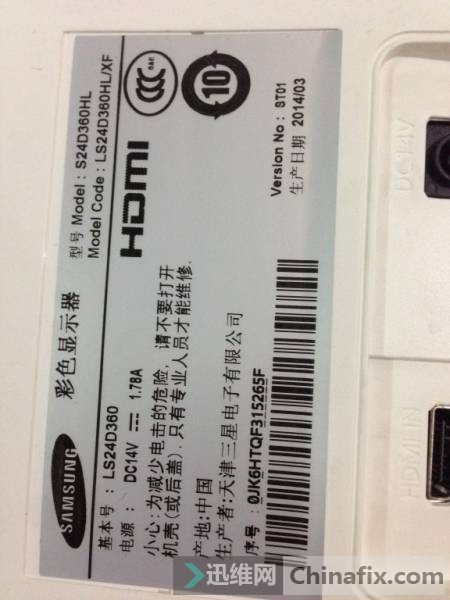 SAMSUNG
彩色显示器
型号 Model : S24D360HL
Model Code : LS24D360HL/XF
基本号 : LS24D360
电源 : DC14V ⎓ 1.78A
HDMI
小心:为减少电击的危险, 请不要打开
机壳(或后盖). 只有专业人员才能维修.
产地:中国
生产者:天津三星电子有限公司
序号 : 0JK6HTQF315265F
10
Version No : ST01
生产日期 2014/03
DC14V
HDMI IN
迅维网 Chinafix.com